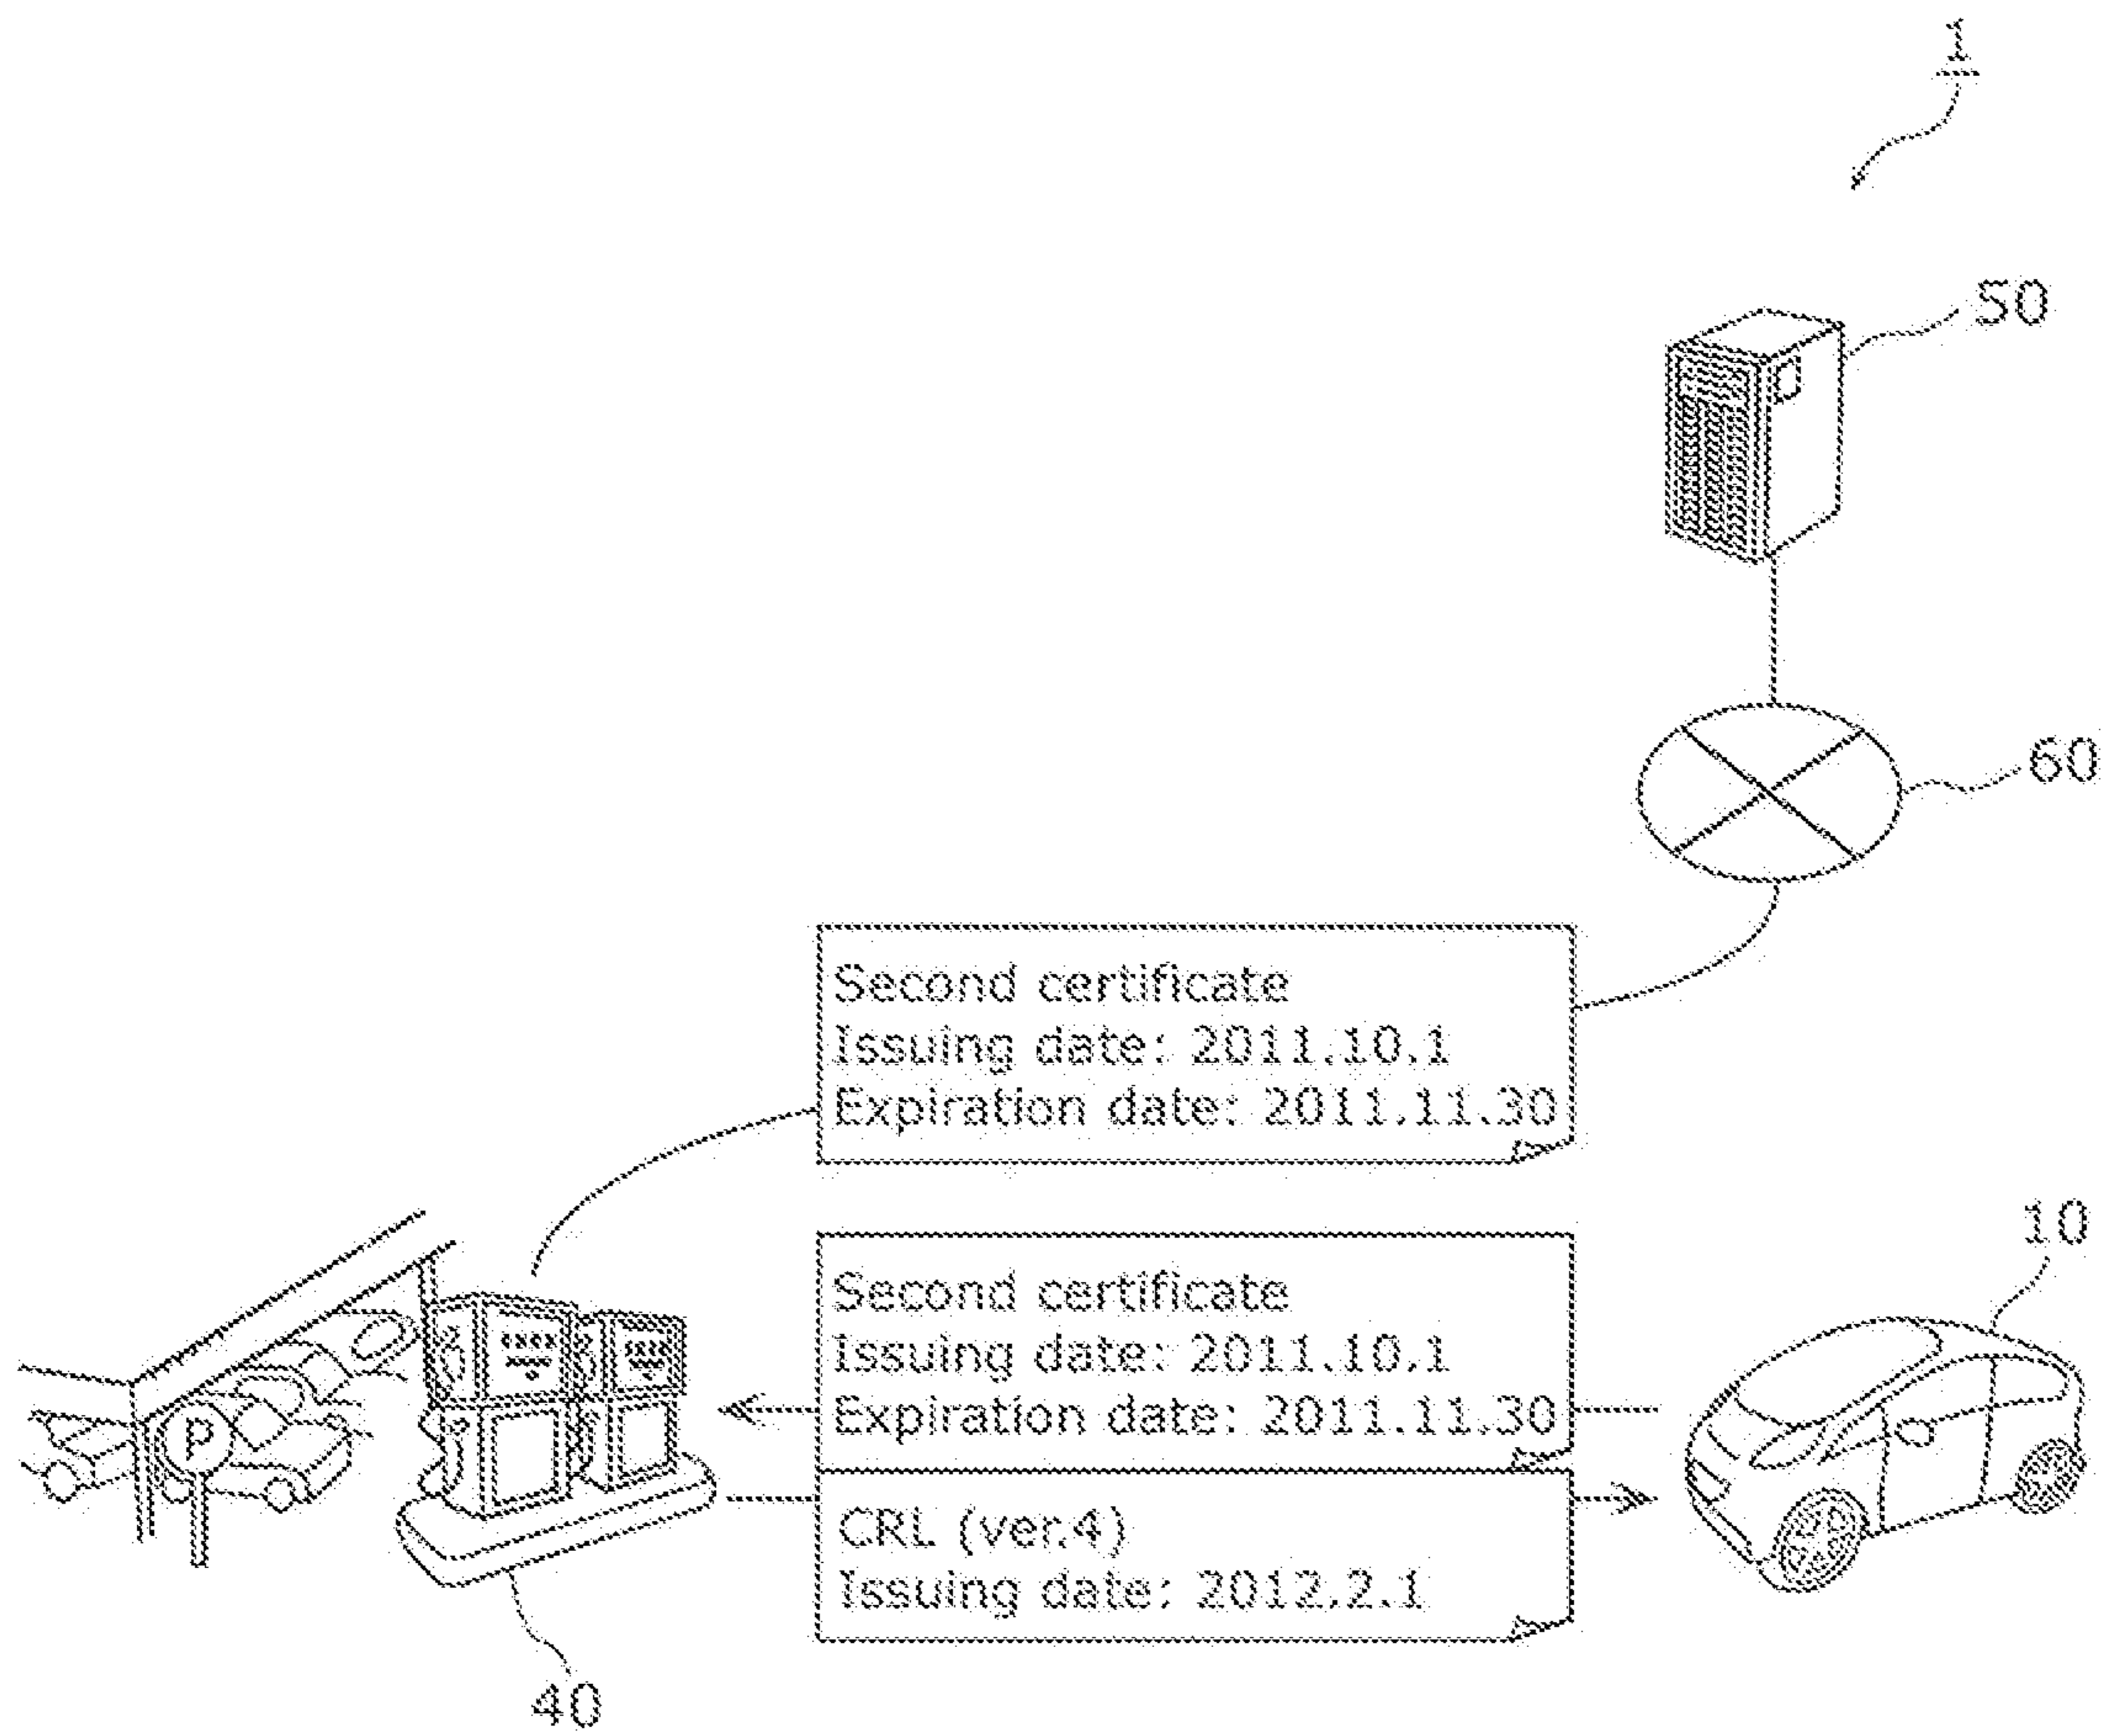 1
50
60
Second certificate
Issuing date: 2011.10.1
Expiration date: 2011.11.30
10
Second certificate
Issuing date: 2011.10.1
Expiration date: 2011.11.30
P
CRL (ver.4)
Issuing date: 2012.2.1
40